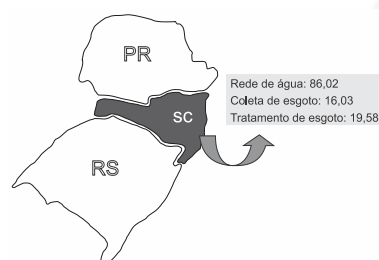 PR
Rede de água: 86,02
Coleta de esgoto: 16,03
SC
Tratamento de esgoto: 19,58
RS